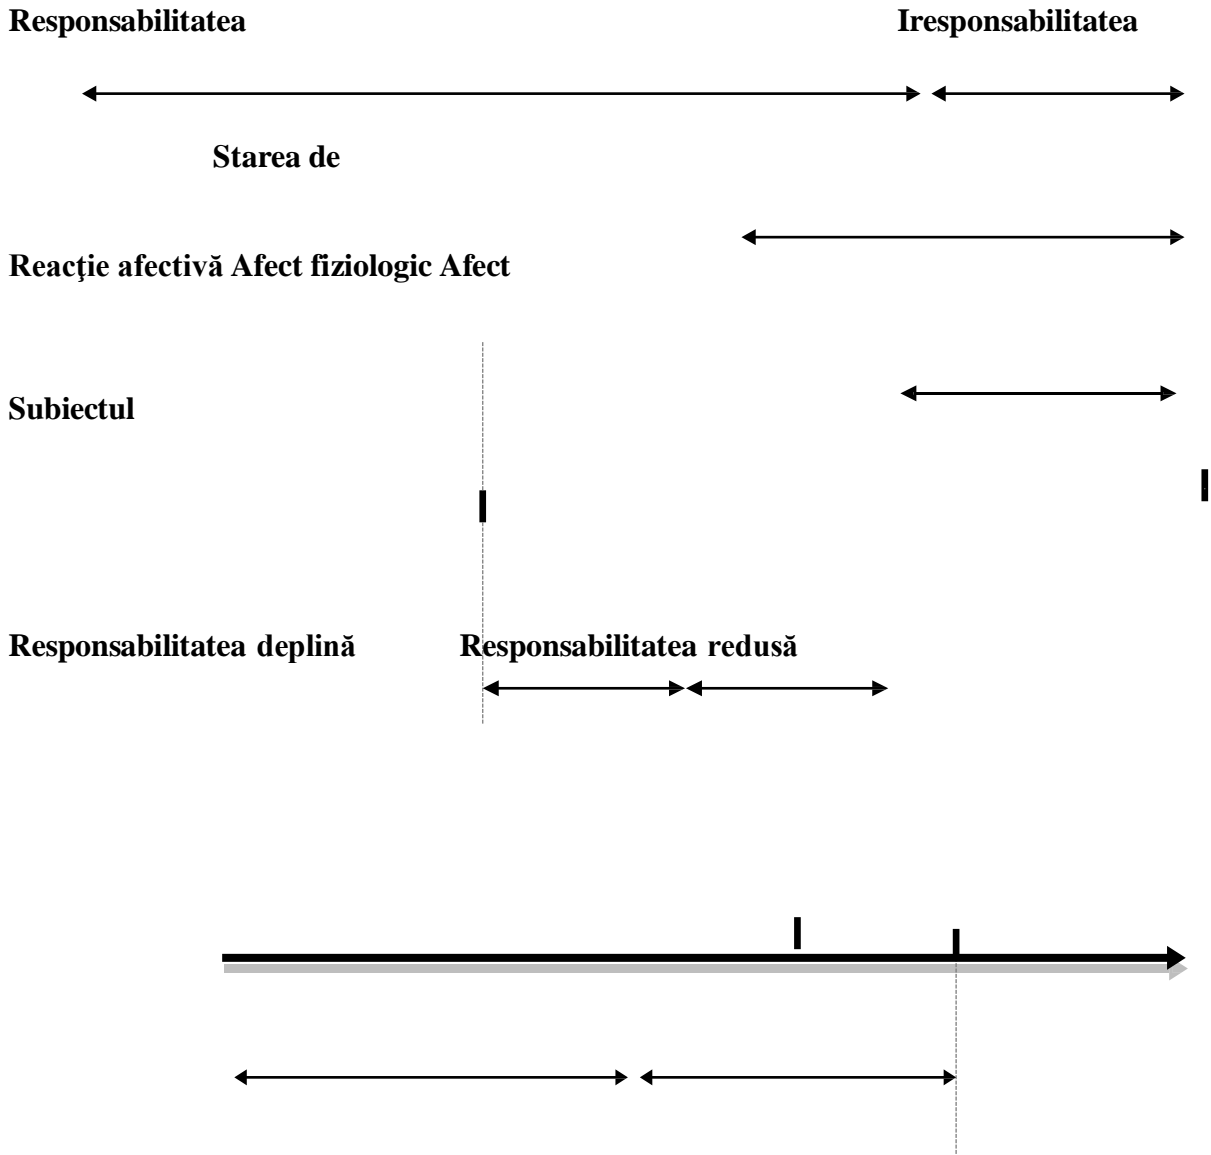 Responsabilitatea Iresponsabilitatea
Starea de
Reacţie afectivă Afect fiziologic Afect
Subiectul
Responsabilitatea deplină Responsabilitatea redusă